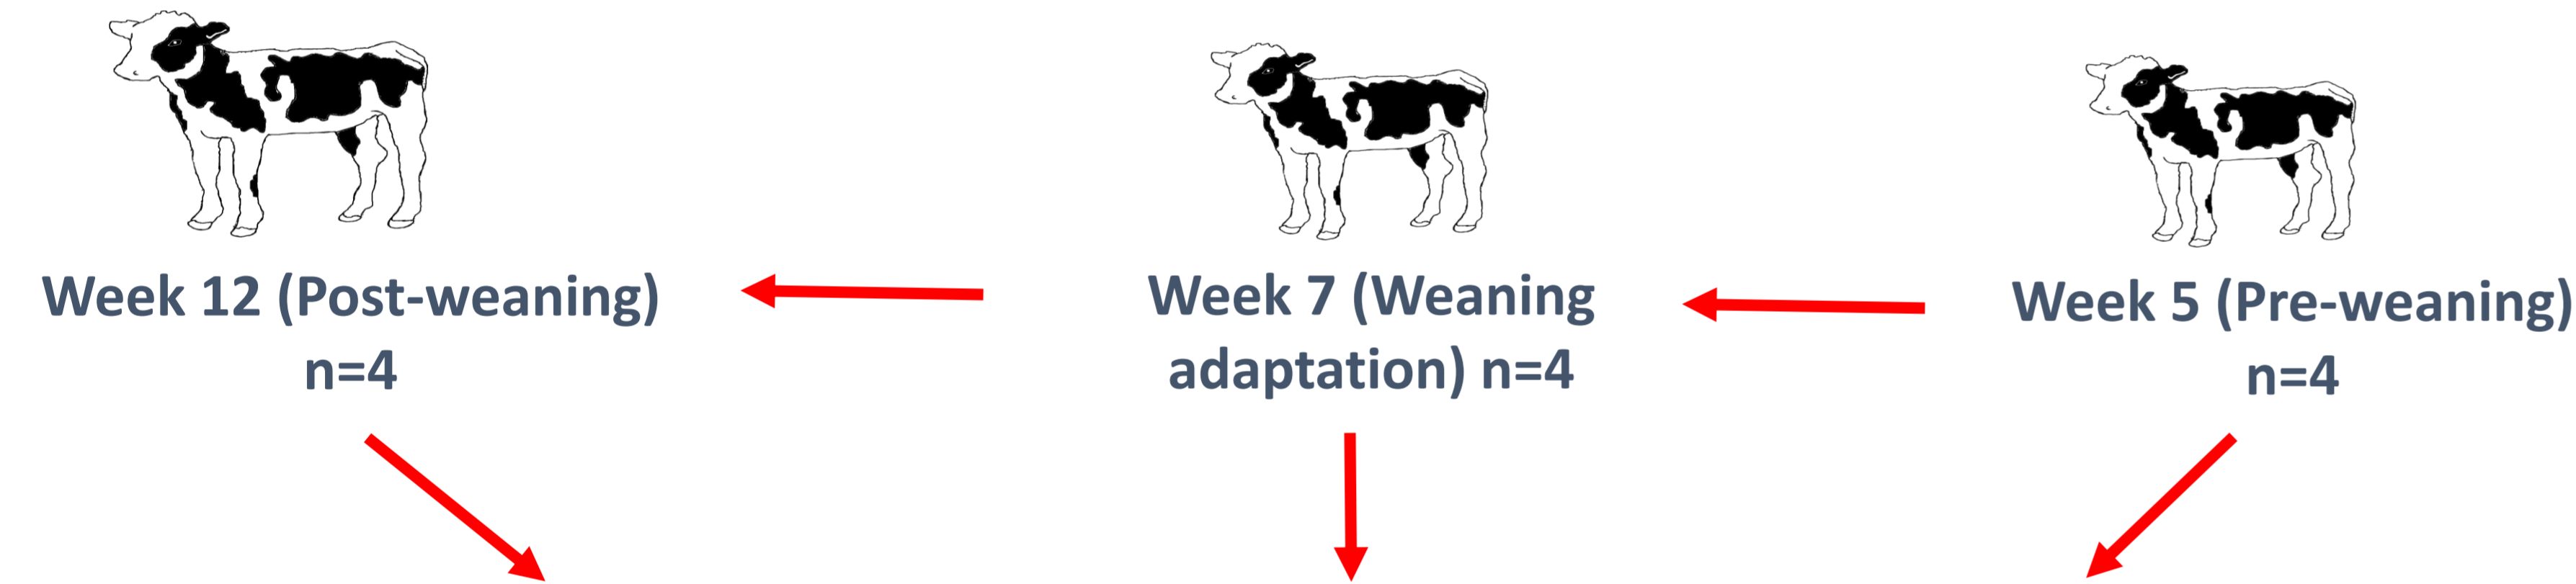 Week 12 (Post-weaning)
n=4
Week 7 (Weaning
adaptation) n=4
Week 5 (Pre-weaning)
n=4